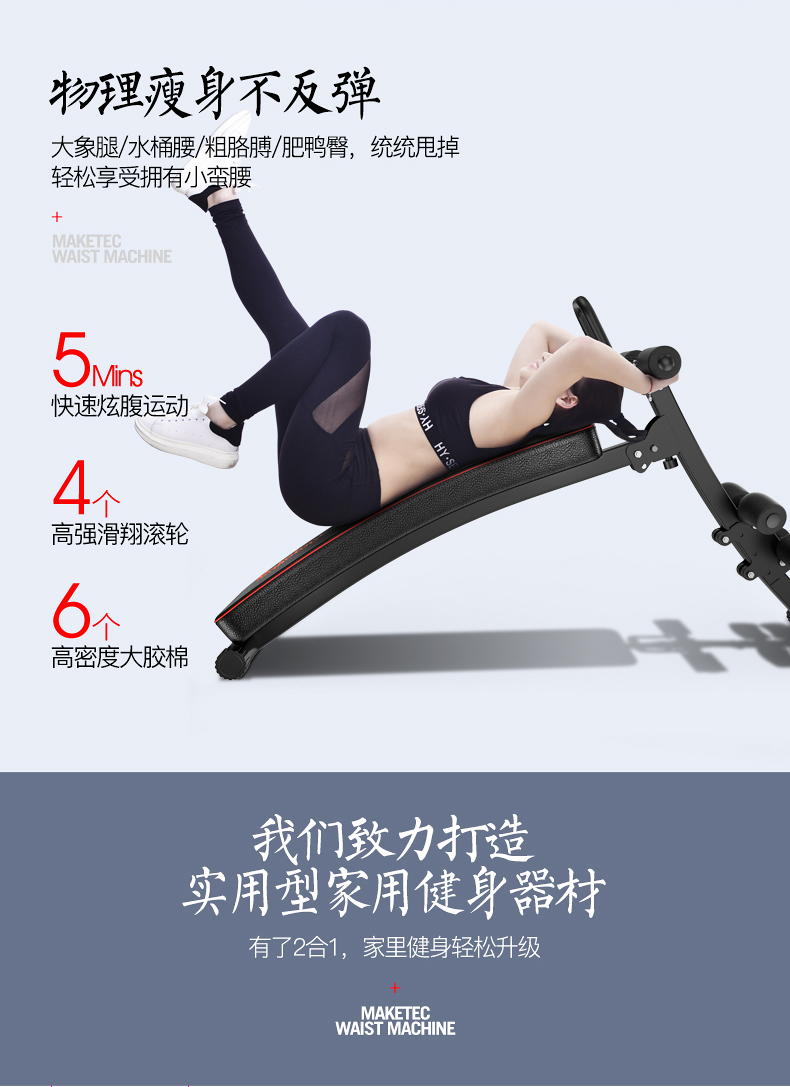 物理瘦身不反弹
大象腿/水桶腰/粗胳膊/肥鸭臀，统统甩掉
轻松享受拥有小蛮腰
+
MAKETEC
WAIST MACHINE
5Mins
快速炫腹运动
4个
高强滑翔滚轮
6个
高密度大胶棉
HY·SE
我们致力打造
实用型家用健身器材
有了2合1，家里健身轻松升级
+
MAKETEC
WAIST MACHINE